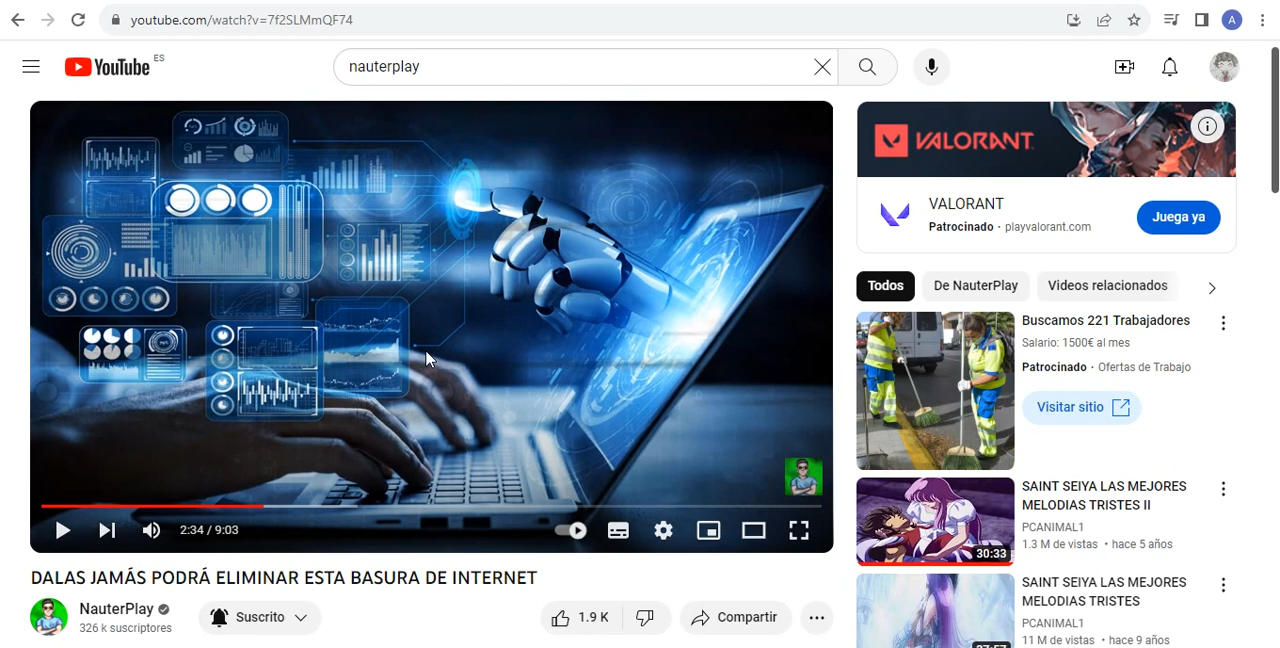 youtube.com/watch?v=7f2SLMmQF74
A
YouTube ES
nauterplay
2:34 / 9:03
DALAS JAMÁS PODRÁ ELIMINAR ESTA BASURA DE INTERNET
NauterPlay
326 k suscriptores
Suscrito
1.9 K
Compartir
VALORANT
VALORANT
Patrocinado · playvalorant.com
Juega ya
Todos
De NauterPlay
Videos relacionados
Buscamos 221 Trabajadores
Salario: 1500€ al mes
Patrocinado · Ofertas de Trabajo
Visitar sitio
30:33
SAINT SEIYA LAS MEJORES
MELODIAS TRISTES II
PCANIMAL1
1.3 M de vistas · hace 5 años
SAINT SEIYA LAS MEJORES
MELODIAS TRISTES
PCANIMAL1
11 M de vistas · hace 9 años